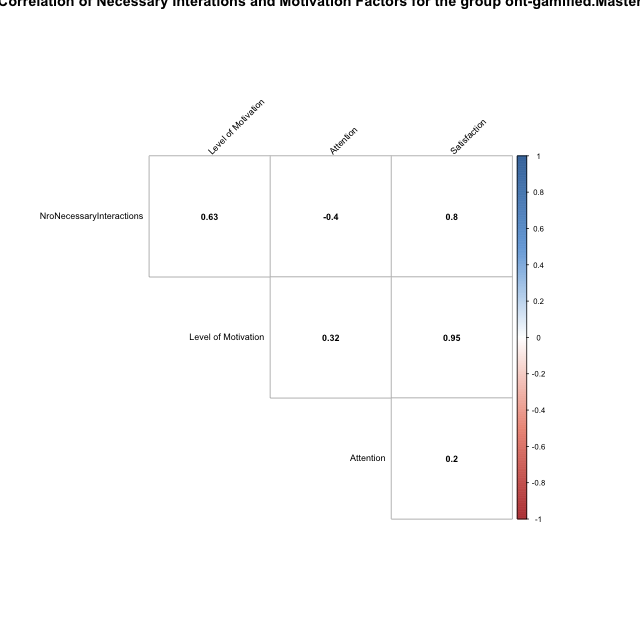 Correlation of Necessary Interations and Motivation Factors for the group ont-gamified.Master
Level of Motivation
Attention
Satisfaction
NroNecessaryInteractions
0.63
-0.4
0.8
Level of Motivation
0.32
0.95
Attention
0.2
1
0.8
0.6
0.4
0.2
0
-0.2
-0.4
-0.6
-0.8
-1